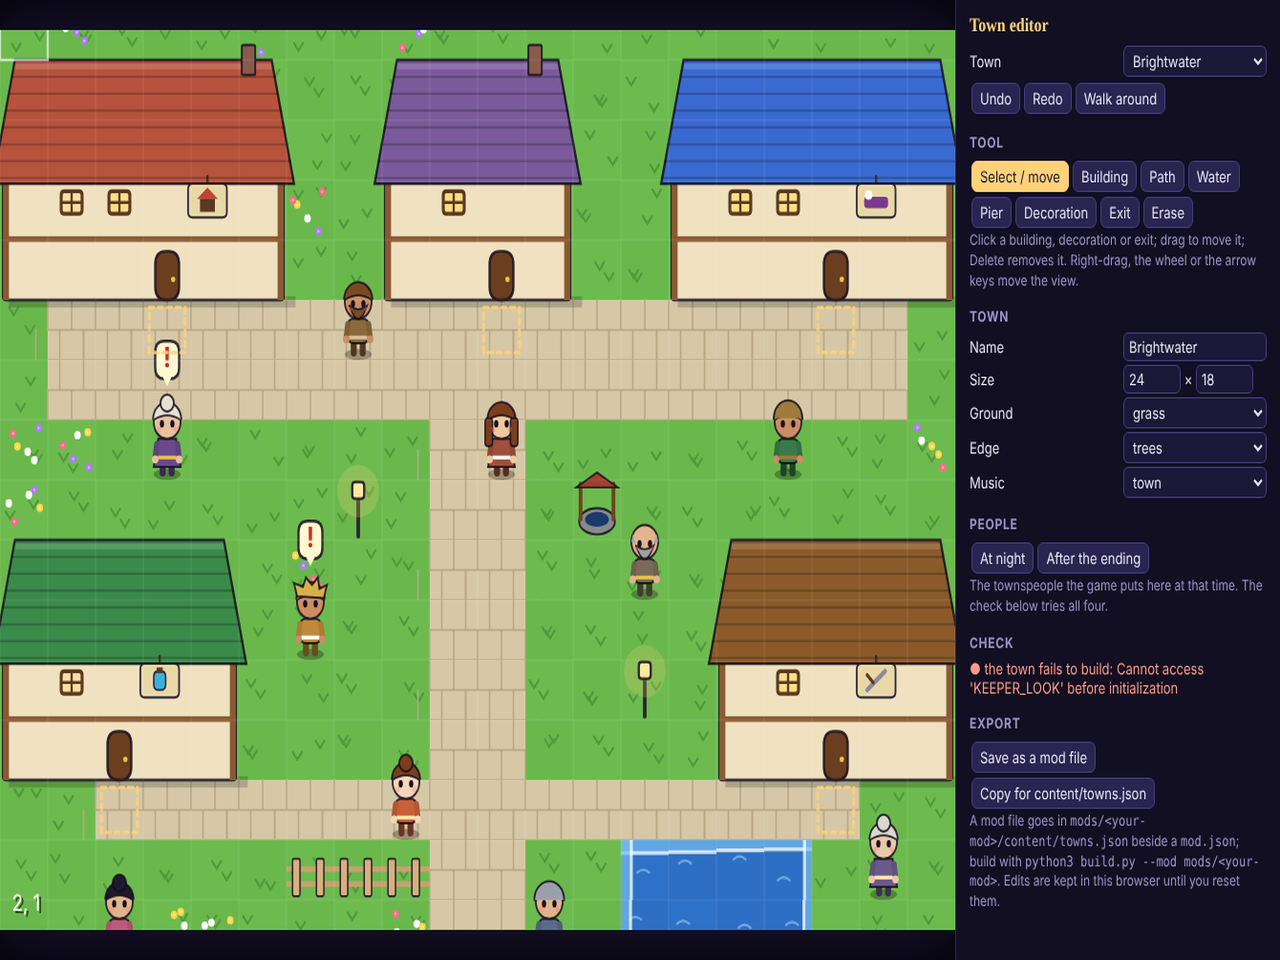 Town editor
Town Brightwater
Undo Redo Walk around
TOOL
Select / move Building Path Water
Pier Decoration Exit Erase
Click a building, decoration or exit; drag to move it;
Delete removes it. Right-drag, the wheel or the arrow
keys move the view.
TOWN
Name Brightwater
Size 24 × 18
Ground grass
Edge trees
Music town
PEOPLE
At night After the ending
The townspeople the game puts here at that time. The
check below tries all four.
CHECK
the town fails to build: Cannot access
'KEEPER_LOOK' before initialization
EXPORT
Save as a mod file
Copy for content/towns.json
A mod file goes in mods/<your-
mod>/content/towns.json beside a mod.json;
build with python3 build.py --mod mods/<your-
mod>. Edits are kept in this browser until you reset
them.
!
!
2,1